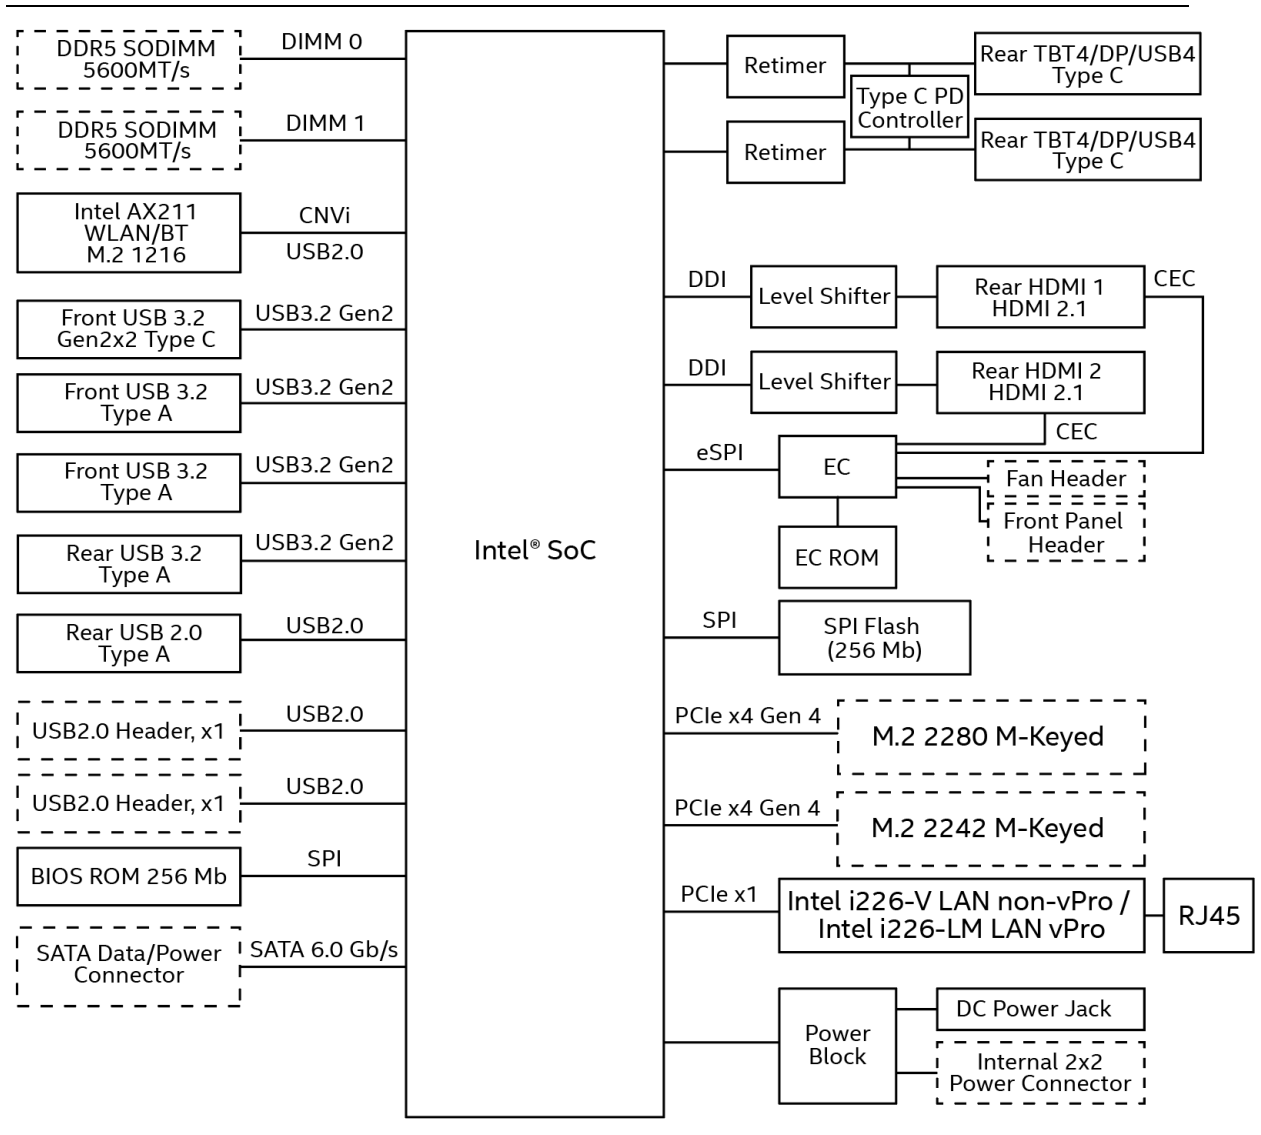 DDR5 SODIMM
5600MT/s
DIMM 0
DDR5 SODIMM
5600MT/s
DIMM 1
Intel AX211
WLAN/BT
M.2 1216
CNVi
USB2.0
Front USB 3.2
Gen2x2 Type C
USB3.2 Gen2
Front USB 3.2
Type A
USB3.2 Gen2
Front USB 3.2
Type A
USB3.2 Gen2
Rear USB 3.2
Type A
USB3.2 Gen2
Rear USB 2.0
Type A
USB2.0
USB2.0 Header, x1
USB2.0
USB2.0 Header, x1
USB2.0
BIOS ROM 256 Mb
SPI
SATA Data/Power
Connector
SATA 6.0 Gb/s
Intel® SoC
Retimer
Type C PD
Controller
Rear TBT4/DP/USB4
Type C
Retimer
Rear TBT4/DP/USB4
Type C
DDI
Level Shifter
Rear HDMI 1
HDMI 2.1
CEC
DDI
Level Shifter
Rear HDMI 2
HDMI 2.1
CEC
eSPI
EC
Fan Header
Front Panel
Header
EC ROM
SPI
SPI Flash
(256 Mb)
PCIe x4 Gen 4
M.2 2280 M-Keyed
PCIe x4 Gen 4
M.2 2242 M-Keyed
PCIe x1
Intel i226-V LAN non-vPro /
Intel i226-LM LAN vPro
RJ45
Power
Block
DC Power Jack
Internal 2x2
Power Connector